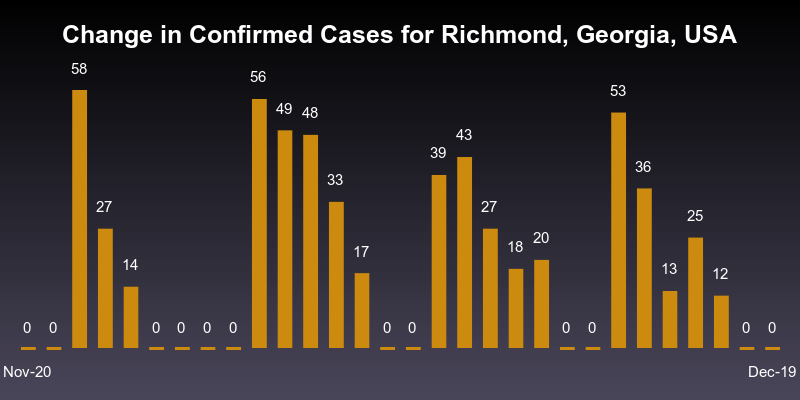 Change in Confirmed Cases for Richmond, Georgia, USA
0 0 58 27 14 0 0 0 0 56 49 48 33 17 0 0 39 43 27 18 20 0 0 53 36 13 25 12 0 0
Nov-20 Dec-19